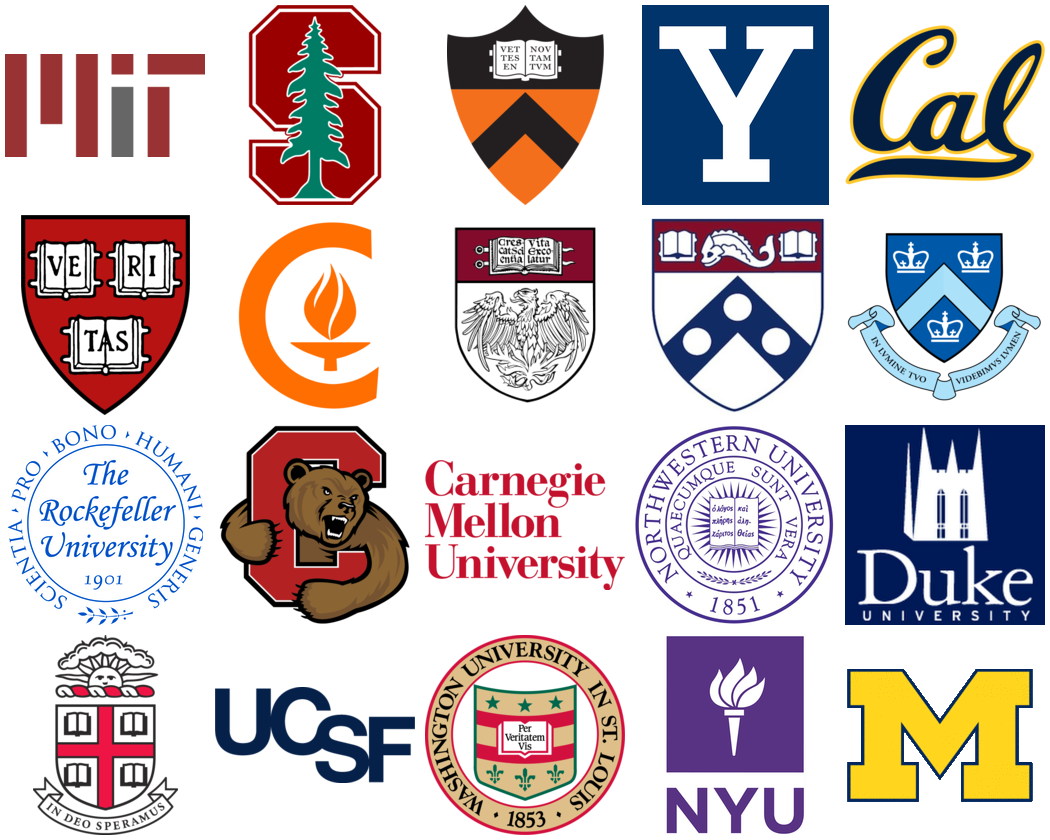 MIT
S
VET NOV
TES TAM
EN TVM
Y
Cal
VE RI
TAS
Cres Vita
catSci Exco
entia latur
IN LVMINE TVO VIDEBIMVS LVMEN
SCIENTIA · PRO · BONO · HUMANI · GENERIS
The
Rockefeller
University
1901
C
Carnegie
Mellon
University
NORTHWESTERN UNIVERSITY
QUAECUMQUE SUNT VERA
ὁ λόγος καὶ
πλήρης ἀλη-
χάριτος θείας
1851
Duke
UNIVERSITY
IN DEO SPERAMUS
UCSF
WASHINGTON UNIVERSITY IN ST. LOUIS
Per
Veritatem
Vis
· 1853 ·
NYU
M